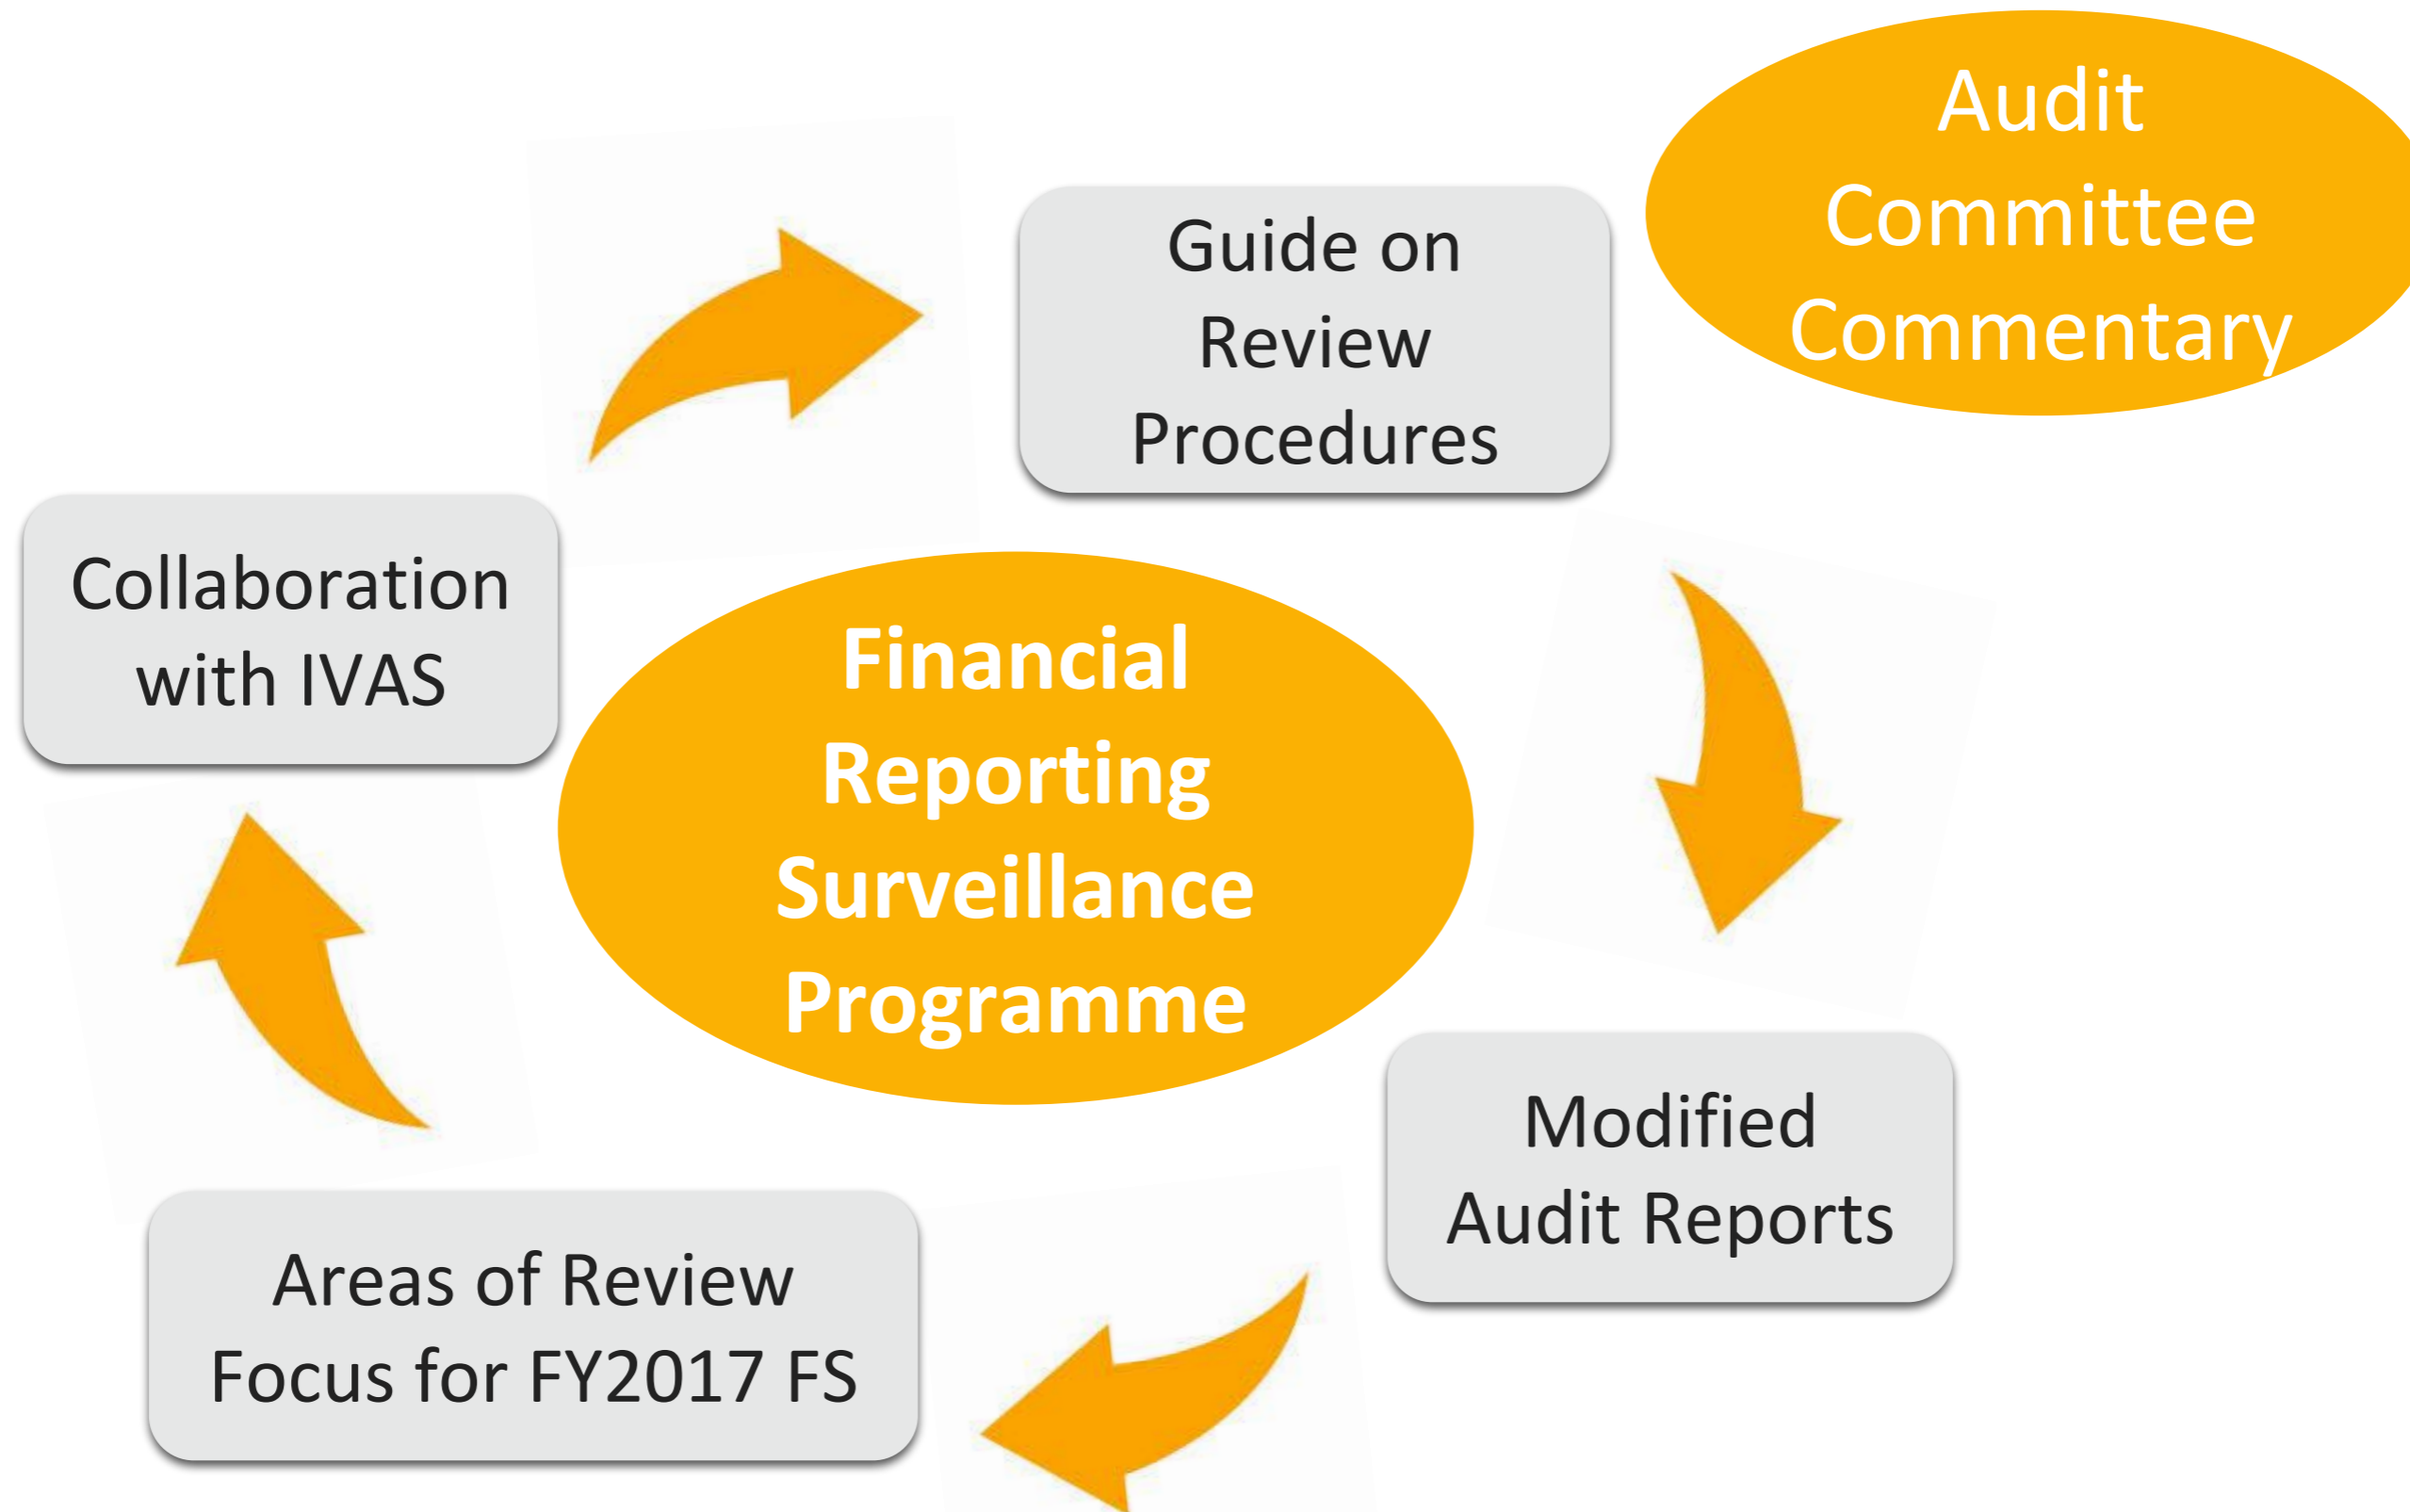 Audit
Committee
Commentary
Guide on
Review
Procedures
Collaboration
with IVAS
Financial
Reporting
Surveillance
Programme
Modified
Audit Reports
Areas of Review
Focus for FY2017 FS